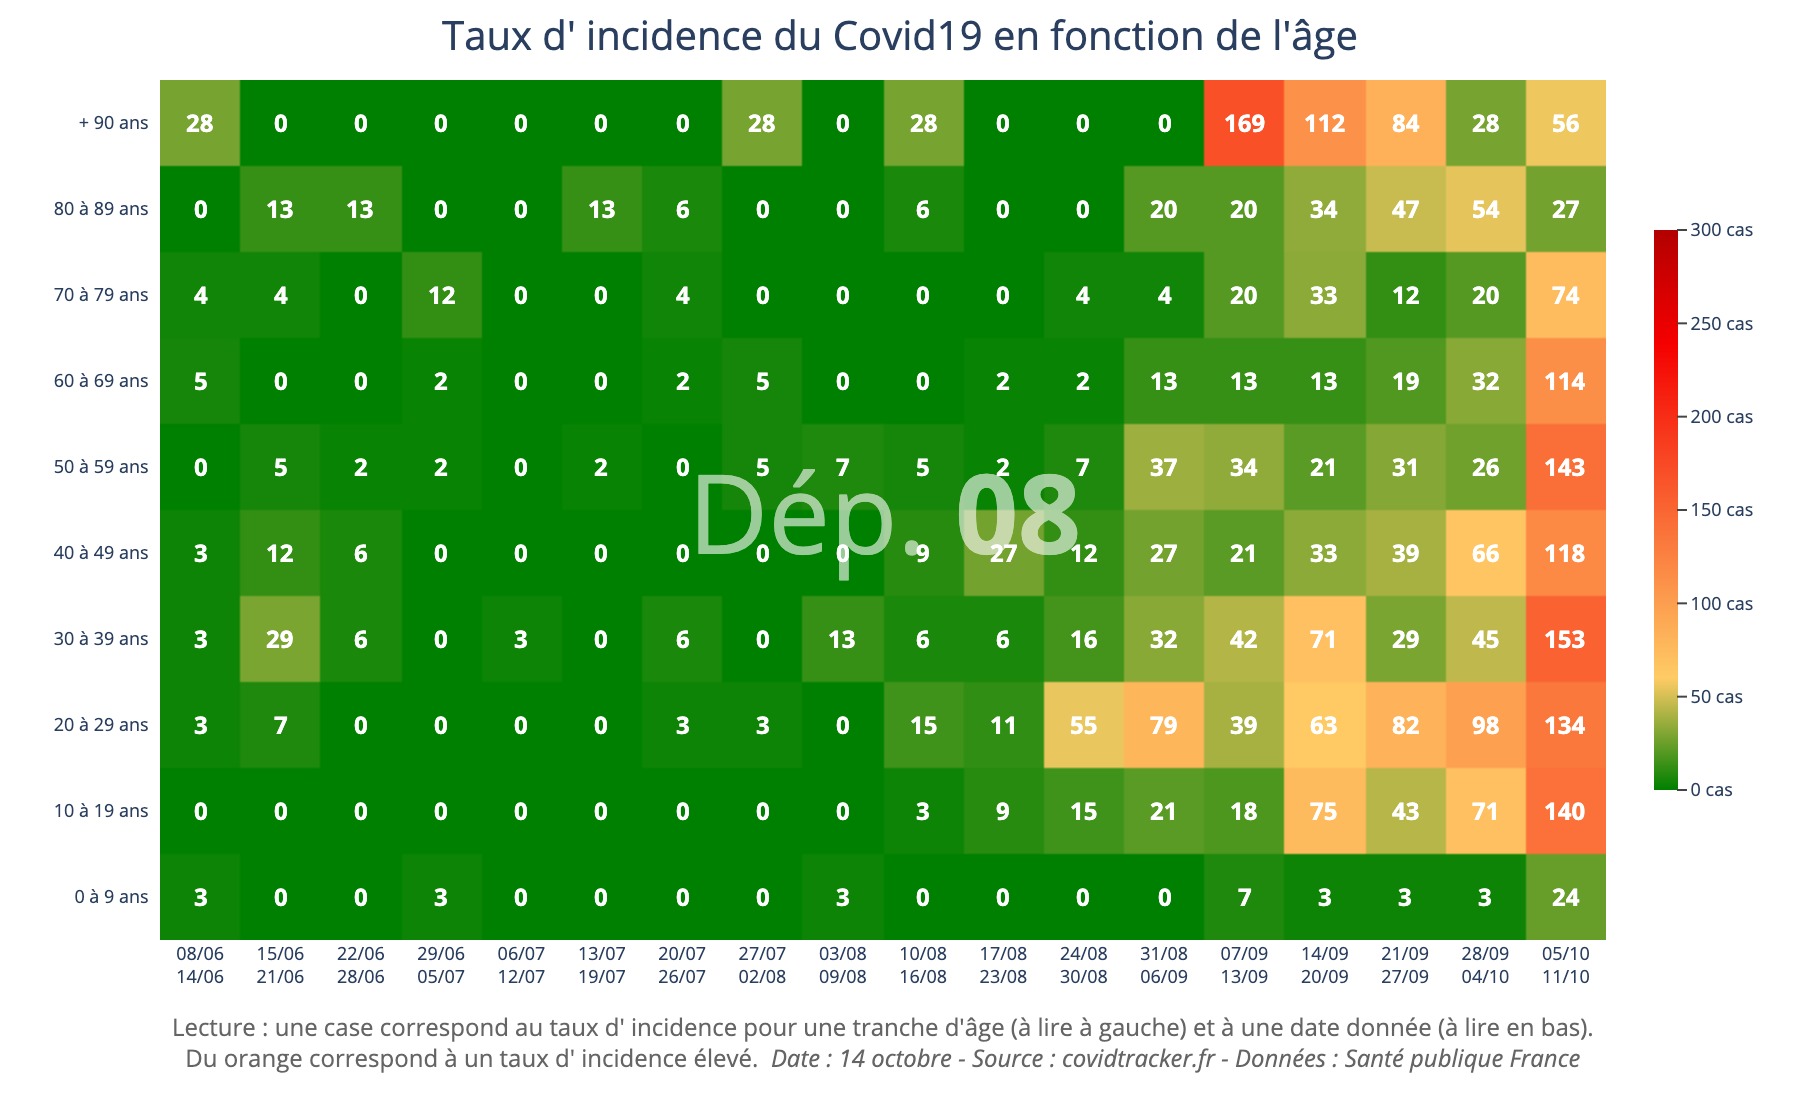 Taux d' incidence du Covid19 en fonction de l'âge
+ 90 ans 28 0 0 0 0 0 0 28 0 28 0 0 0 169 112 84 28 56
80 à 89 ans 0 13 13 0 0 13 6 0 0 6 0 0 20 20 34 47 54 27
70 à 79 ans 4 4 0 12 0 0 4 0 0 0 0 4 4 20 33 12 20 74
60 à 69 ans 5 0 0 2 0 0 2 5 0 0 2 2 13 13 13 19 32 114
50 à 59 ans 0 5 2 2 0 2 0 5 7 5 2 7 37 34 21 31 26 143
Dép. 08
40 à 49 ans 3 12 6 0 0 0 0 0 0 9 27 12 27 21 33 39 66 118
30 à 39 ans 3 29 6 0 3 0 6 0 13 6 6 16 32 42 71 29 45 153
20 à 29 ans 3 7 0 0 0 0 3 3 0 15 11 55 79 39 63 82 98 134
10 à 19 ans 0 0 0 0 0 0 0 0 0 3 9 15 21 18 75 43 71 140
0 à 9 ans 3 0 0 3 0 0 0 0 3 0 0 0 0 7 3 3 3 24
08/06 15/06 22/06 29/06 06/07 13/07 20/07 27/07 03/08 10/08 17/08 24/08 31/08 07/09 14/09 21/09 28/09 05/10
14/06 21/06 28/06 05/07 12/07 19/07 26/07 02/08 09/08 16/08 23/08 30/08 06/09 13/09 20/09 27/09 04/10 11/10
300 cas
250 cas
200 cas
150 cas
100 cas
50 cas
0 cas
Lecture : une case correspond au taux d' incidence pour une tranche d'âge (à lire à gauche) et à une date donnée (à lire en bas).
Du orange correspond à un taux d' incidence élevé. Date : 14 octobre - Source : covidtracker.fr - Données : Santé publique France